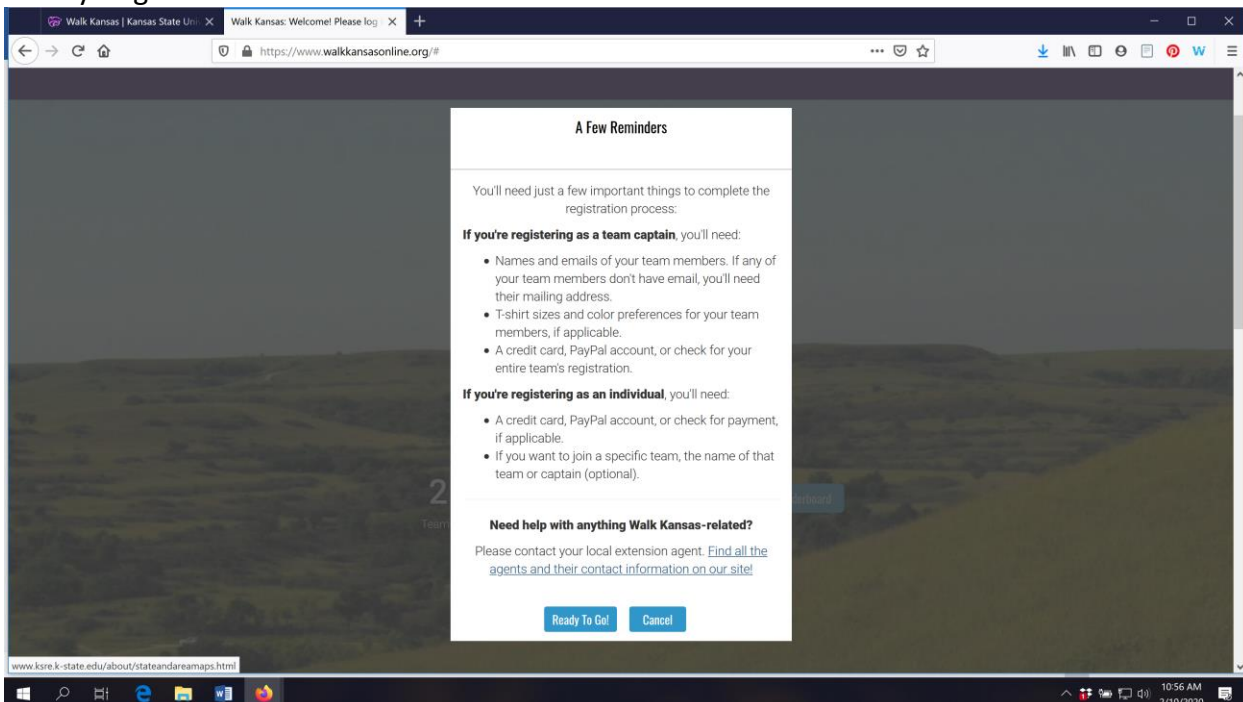 Walk Kansas | Kansas State Uni
Walk Kansas: Welcome! Please log
https://www.walkkansasonline.org/#
A Few Reminders
You'll need just a few important things to complete the
registration process:
If you're registering as a team captain, you'll need:
• Names and emails of your team members. If any of
your team members don't have email, you'll need
their mailing address.
• T-shirt sizes and color preferences for your team
members, if applicable.
• A credit card, PayPal account, or check for your
entire team's registration.
If you're registering as an individual, you'll need:
• A credit card, PayPal account, or check for payment,
if applicable.
• If you want to join a specific team, the name of that
team or captain (optional).
2
Team
erboard
Need help with anything Walk Kansas-related?
Please contact your local extension agent. Find all the
agents and their contact information on our site!
Ready To Go!
Cancel
www.ksre.k-state.edu/about/stateandareamaps.html
10:56 AM